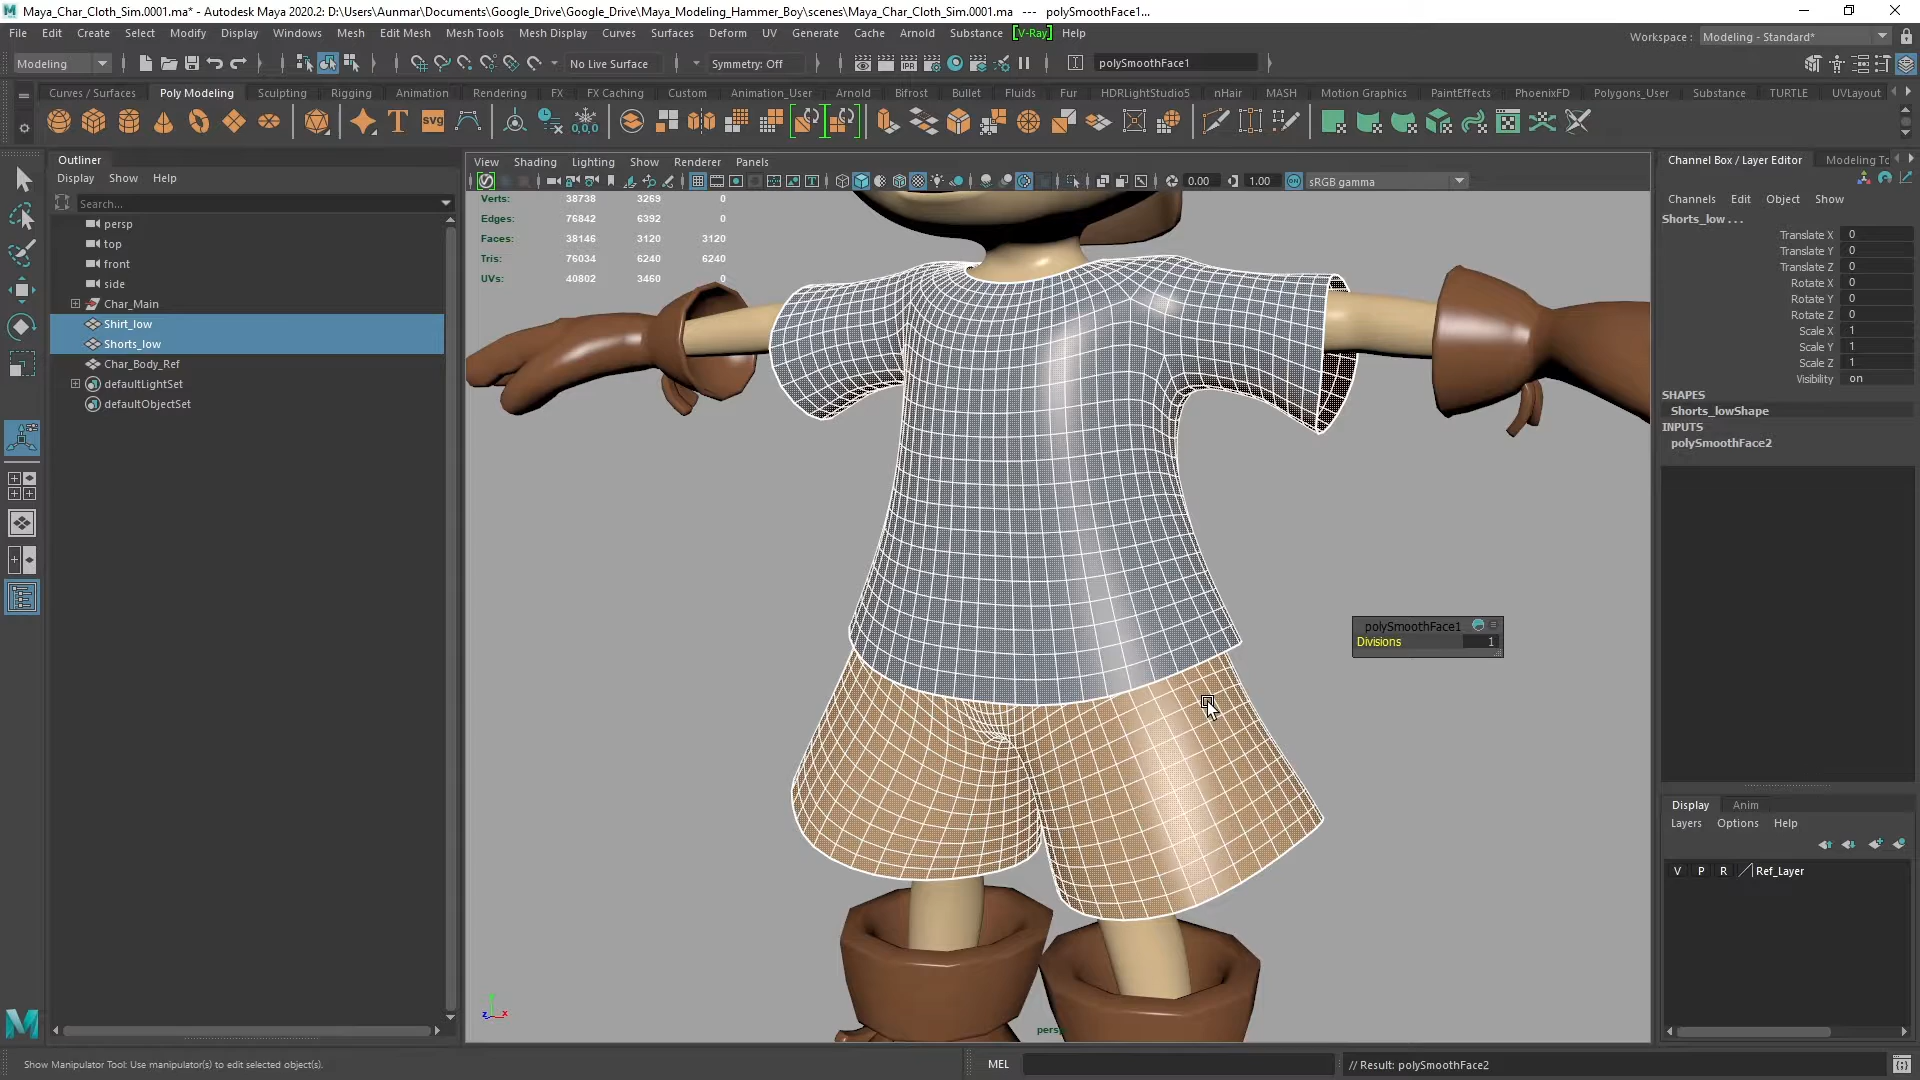 Maya_Char_Cloth_Sim.0001.ma* - Autodesk Maya 2020.2: D:\Users\Aunmar\Documents\Google_Drive\Google_Drive\Maya_Modeling_Hammer_Boy\scenes\Maya_Char_Cloth_Sim.0001.ma --- polySmoothFace1...
File Edit Create Select Modify Display Windows Mesh Edit Mesh Mesh Tools Mesh Display Curves Surfaces Deform UV Generate Cache Arnold Substance [V-Ray] Help
Workspace : Modeling - Standard*
Modeling No Live Surface Symmetry: Off polySmoothFace1
Curves / Surfaces Poly Modeling Sculpting Rigging Animation Rendering FX FX Caching Custom Animation_User Arnold Bifrost Bullet Fluids Fur HDRLightStudio5 nHair MASH Motion Graphics PaintEffects PhoenixFD Polygons_User Substance TURTLE UVLayout
SVG
0,0,0
IPR
Outliner
Display Show Help
Search...
persp
top
front
side
Char_Main
Shirt_low
Shorts_low
Char_Body_Ref
defaultLightSet
defaultObjectSet
View Shading Lighting Show Renderer Panels
0.00 1.00 ON sRGB gamma
Verts: 38738 3269 0
Edges: 76842 6392 0
Faces: 38146 3120 3120
Tris: 76034 6240 6240
UVs: 40802 3460 0
polySmoothFace1
Divisions 1
y
z x
persp
Channel Box / Layer Editor Modeling To
Channels Edit Object Show
Shorts_low . . .
Translate X 0
Translate Y 0
Translate Z 0
Rotate X 0
Rotate Y 0
Rotate Z 0
Scale X 1
Scale Y 1
Scale Z 1
Visibility on
SHAPES
Shorts_lowShape
INPUTS
polySmoothFace2
Display Anim
Layers Options Help
V P R Ref_Layer
M
Show Manipulator Tool: Use manipulator(s) to edit selected object(s).
MEL
// Result: polySmoothFace2